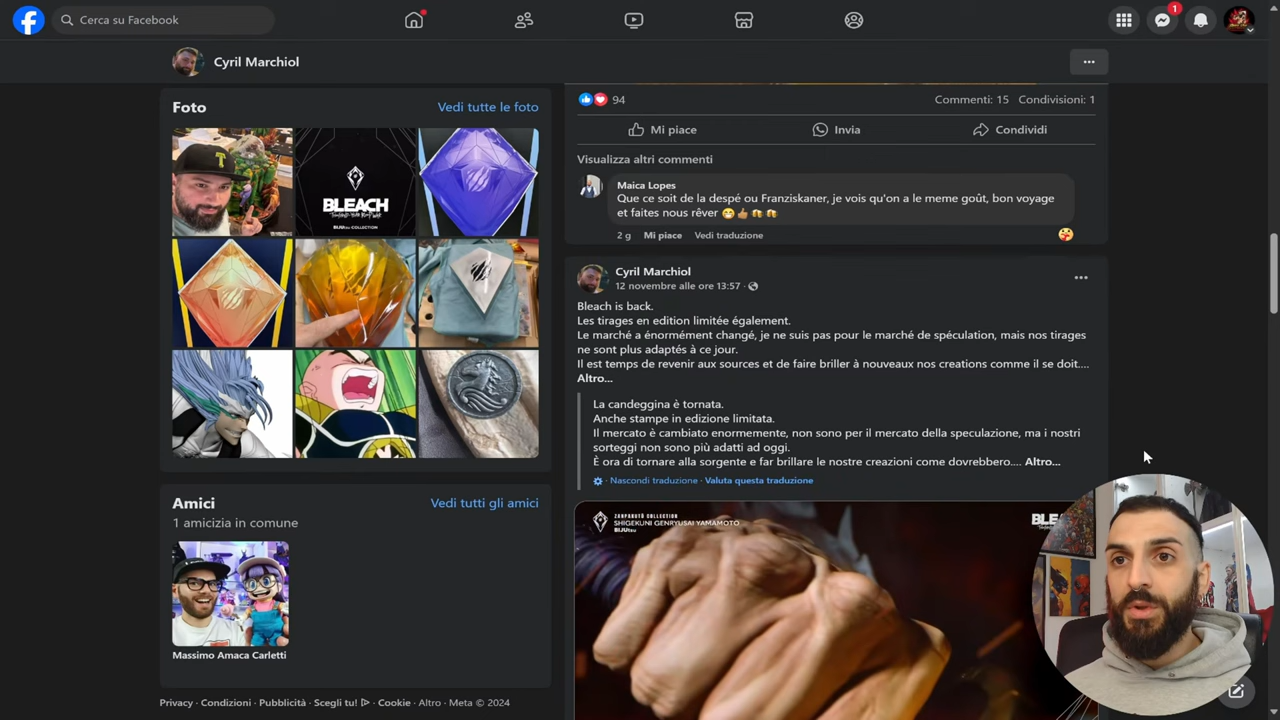 Cerca su Facebook
1
Cyril Marchiol
Foto
Vedi tutte le foto
BLEACH
BIJUtsu COLLECTION
T
94
Commenti: 15
Condivisioni: 1
Mi piace
Invia
Condividi
Visualizza altri commenti
Maica Lopes
Que ce soit de la despé ou Franziskaner, je vois qu'on a le meme goût, bon voyage
et faites nous rêver 😁👍🏽🍻🍻
2 g
Mi piace
Vedi traduzione
Cyril Marchiol
12 novembre alle ore 13:57 ·
Bleach is back.
Les tirages en edition limitée également.
Le marché a énormément changé, je ne suis pas pour le marché de spéculation, mais nos tirages
ne sont plus adaptés à ce jour.
Il est temps de revenir aux sources et de faire briller à nouveaux nos creations comme il se doit....
Altro...
La candeggina è tornata.
Anche stampe in edizione limitata.
Il mercato è cambiato enormemente, non sono per il mercato della speculazione, ma i nostri
sorteggi non sono più adatti ad oggi.
È ora di tornare alla sorgente e far brillare le nostre creazioni come dovrebbero.... Altro...
· Nascondi traduzione · Valuta questa traduzione
ZANPAKUTŌ COLLECTION
SHIGEKUNI GENRYUSAI YAMAMOTO
BIJUtsu
Amici
Vedi tutti gli amici
1 amicizia in comune
Massimo Amaca Carletti
Privacy · Condizioni · Pubblicità · Scegli tu! · Cookie · Altro · Meta © 2024